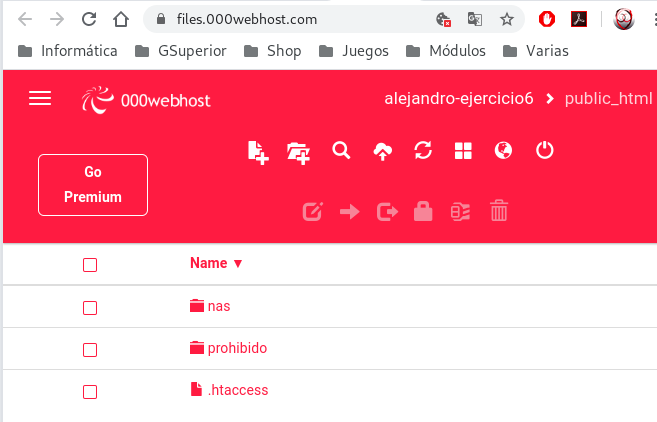 files.000webhost.com
Informática GSuperior Shop Juegos Módulos Varias
000webhost
alejandro-ejercicio6 > public_html
Go
Premium
Name ▼
nas
prohibido
.htaccess